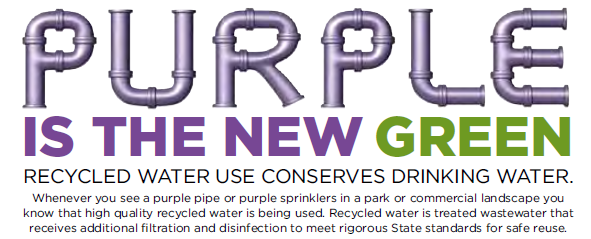 PURPLE
IS THE NEW GREEN
RECYCLED WATER USE CONSERVES DRINKING WATER.
Whenever you see a purple pipe or purple sprinklers in a park or commercial landscape you
know that high quality recycled water is being used. Recycled water is treated wastewater that
receives additional filtration and disinfection to meet rigorous State standards for safe reuse.